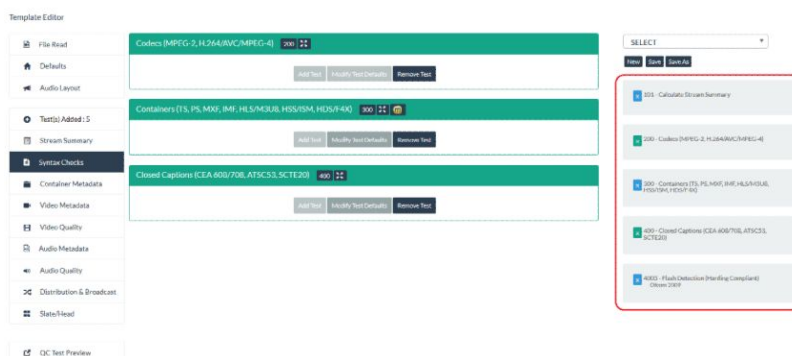 Template Editor
File Read
Defaults
Audio Layout
Test(s) Added : 5
Stream Summary
Syntax Checks
Container Metadata
Video Metadata
Video Quality
Audio Metadata
Audio Quality
Distribution & Broadcast
Slate/Head
QC Test Preview
Codecs (MPEG-2, H.264/AVC/MPEG-4) 200
Add Test Modify Test Defaults Remove Test
Containers (TS, PS, MXF, IMF, HLS/M3U8, HSS/ISM, HDS/F4X) 300
Add Test Modify Test Defaults Remove Test
Closed Captions (CEA 608/708, ATSC53, SCTE20) 400
Add Test Modify Test Defaults Remove Test
SELECT
New Save Save As
101 - Calculate Stream Summary
200 - Codecs (MPEG-2, H.264/AVC/MPEG-4)
300 - Containers (TS, PS, MXF, IMF, HLS/M3U8,
HSS/ISM, HDS/F4X)
400 - Closed Captions (CEA 608/708, ATSC53,
SCTE20)
4003 - Flash Detection (Harding Compliant)
Ofcom 2009